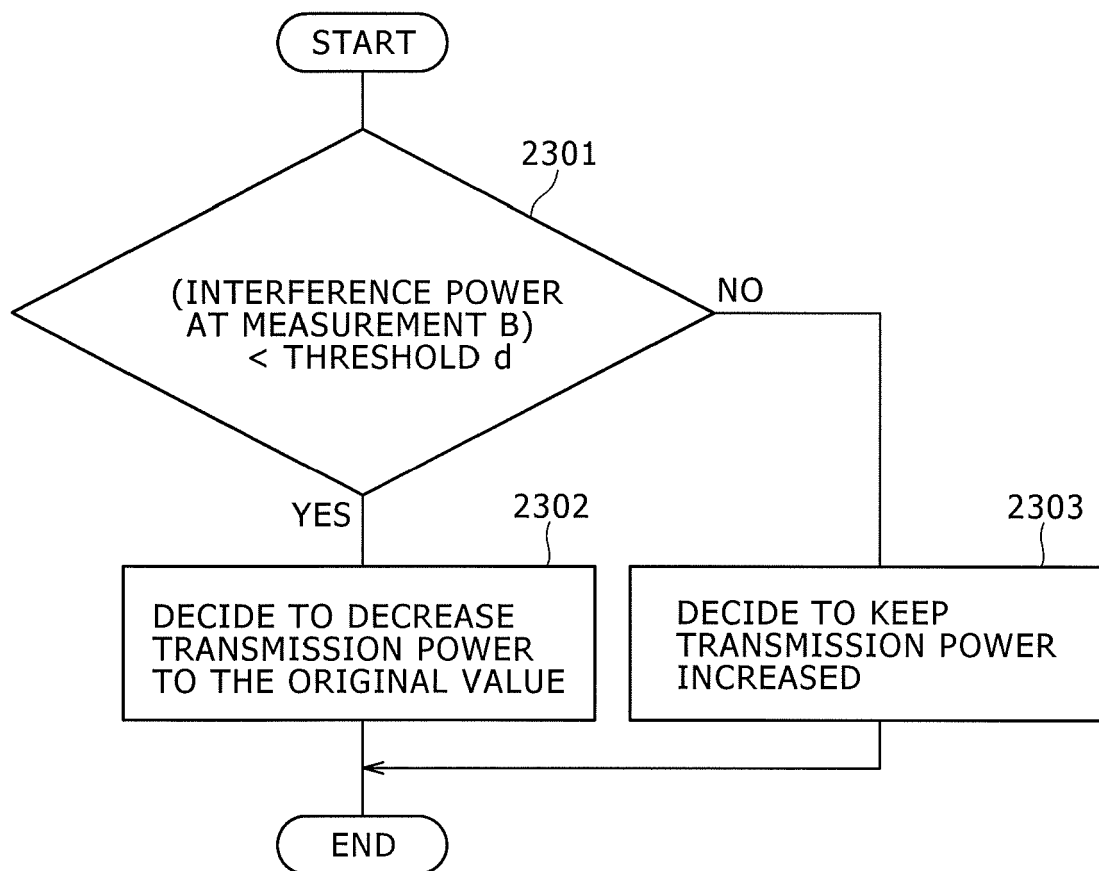 START
2301
(INTERFERENCE POWER
AT MEASUREMENT B)
< THRESHOLD d
NO
YES
2302
DECIDE TO DECREASE
TRANSMISSION POWER
TO THE ORIGINAL VALUE
2303
DECIDE TO KEEP
TRANSMISSION POWER
INCREASED
END